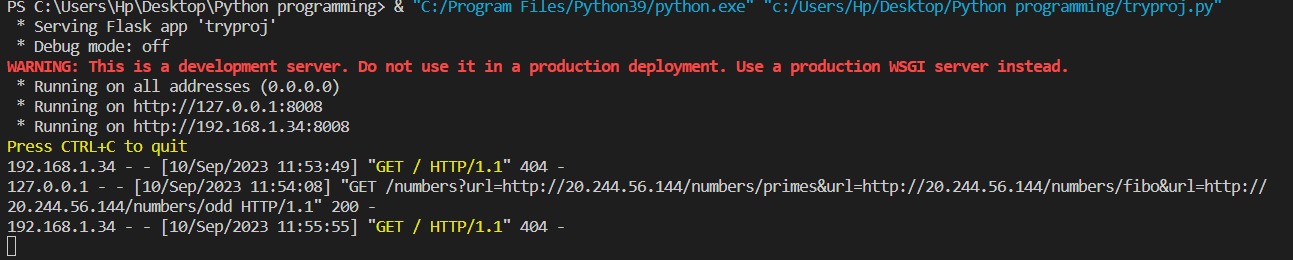 PS C:\Users\Hp\Desktop\Python programming> & "C:/Program Files/Python39/python.exe" "c:/Users/Hp/Desktop/Python programming/tryproj.py"
 * Serving Flask app 'tryproj'
 * Debug mode: off
WARNING: This is a development server. Do not use it in a production deployment. Use a production WSGI server instead.
 * Running on all addresses (0.0.0.0)
 * Running on http://127.0.0.1:8008
 * Running on http://192.168.1.34:8008
Press CTRL+C to quit
192.168.1.34 - - [10/Sep/2023 11:53:49] "GET / HTTP/1.1" 404 -
127.0.0.1 - - [10/Sep/2023 11:54:08] "GET /numbers?url=http://20.244.56.144/numbers/primes&url=http://20.244.56.144/numbers/fibo&url=http://
20.244.56.144/numbers/odd HTTP/1.1" 200 -
192.168.1.34 - - [10/Sep/2023 11:55:55] "GET / HTTP/1.1" 404 -